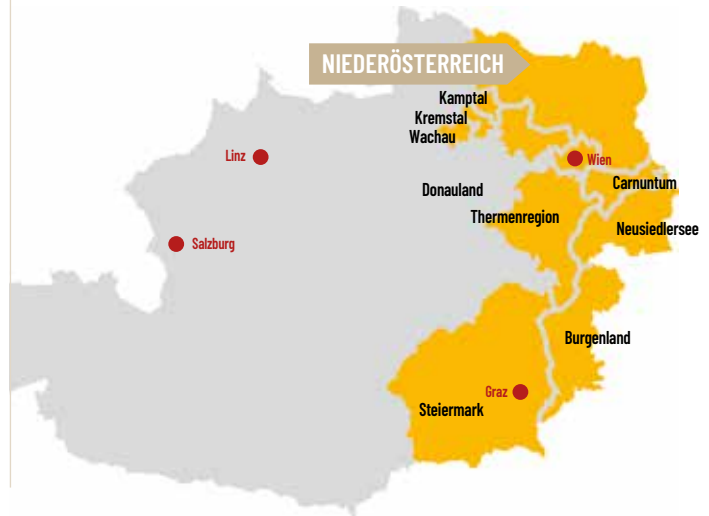 NIEDERÖSTERREICH
Kamptal
Kremstal
Wachau
Linz
Wien
Donauland
Carnuntum
Thermenregion
Neusiedlersee
Salzburg
Burgenland
Graz
Steiermark